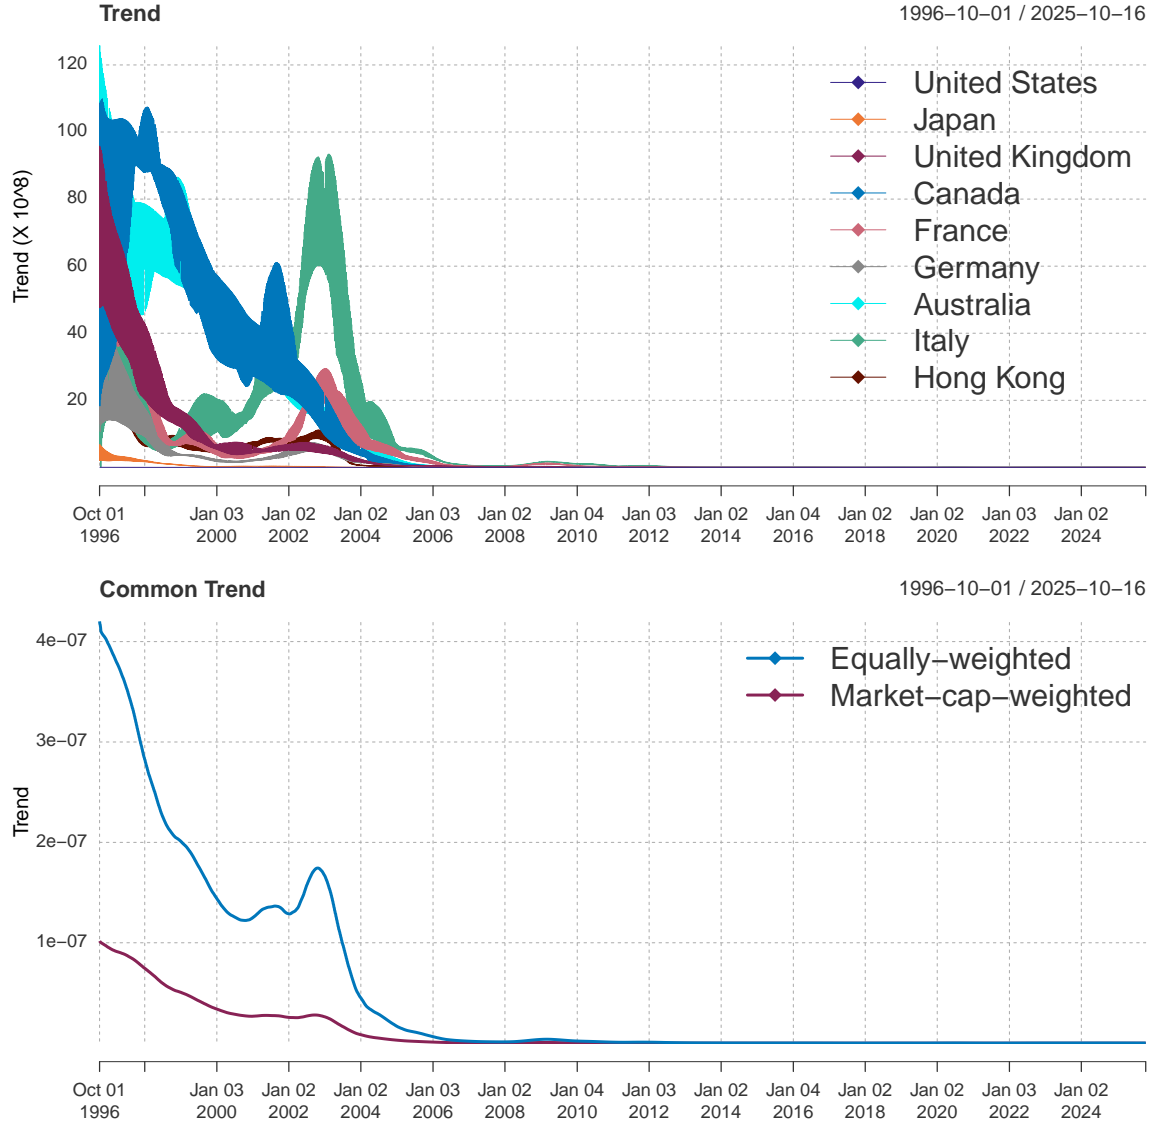 Trend
1996−10−01 / 2025−10−16
Trend (X 10^8)
120
100
80
60
40
20
United States
Japan
United Kingdom
Canada
France
Germany
Australia
Italy
Hong Kong
Oct 01 Jan 03 Jan 02 Jan 02 Jan 03 Jan 02 Jan 04 Jan 03 Jan 02 Jan 02 Jan 02 Jan 03 Jan 02
1996 2000 2002 2004 2006 2008 2010 2012 2016 2018 2020 2022 2024
Common Trend
1996−10−01 / 2025−10−16
Trend
4e−07
3e−07
2e−07
1e−07
Equally−weighted
Market−cap−weighted
Oct 01 Jan 03 Jan 02 Jan 02 Jan 03 Jan 02 Jan 04 Jan 03 Jan 02 Jan 04 Jan 02 Jan 02 Jan 03 Jan 02
1996 2000 2002 2004 2006 2008 2010 2012 2014 2016 2018 2020 2022 2024